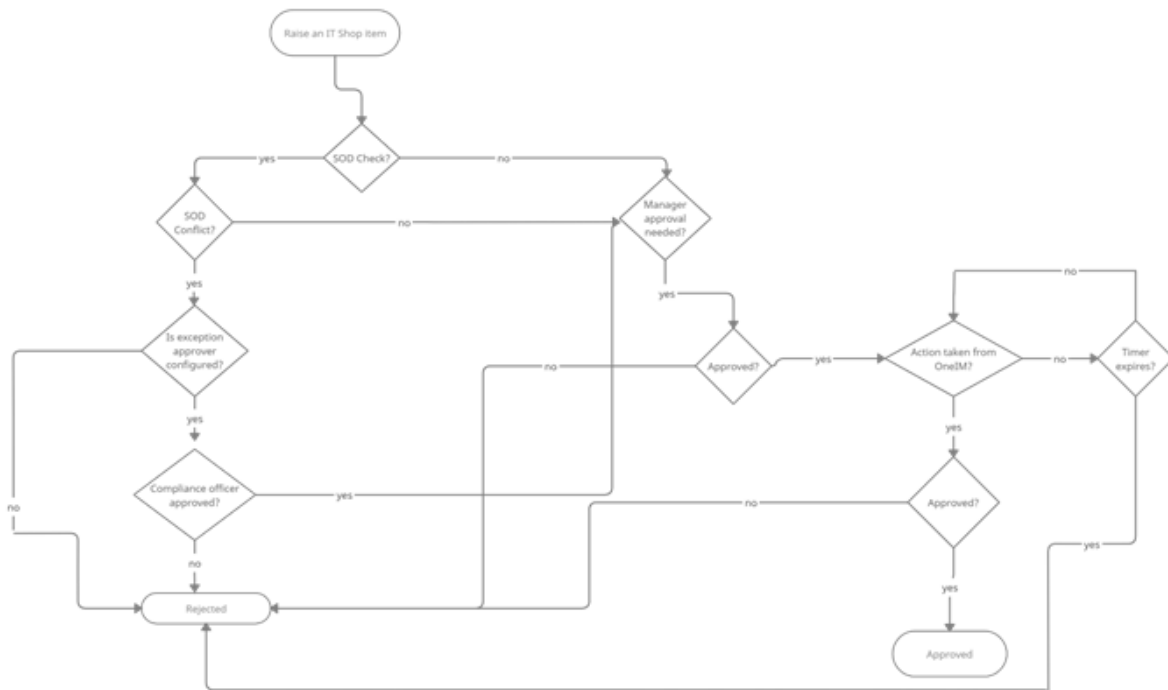 Raise an IT Shop item
SOD Check?
yes
no
SOD
Conflict?
no
Manager
approval
needed?
yes
yes
no
Is exception
approver
configured?
Approved?
no
yes
Action taken from
OneIM?
no
Timer
expires?
yes
yes
Compliance officer
approved?
yes
no
Approved?
no
no
yes
yes
Rejected
Approved